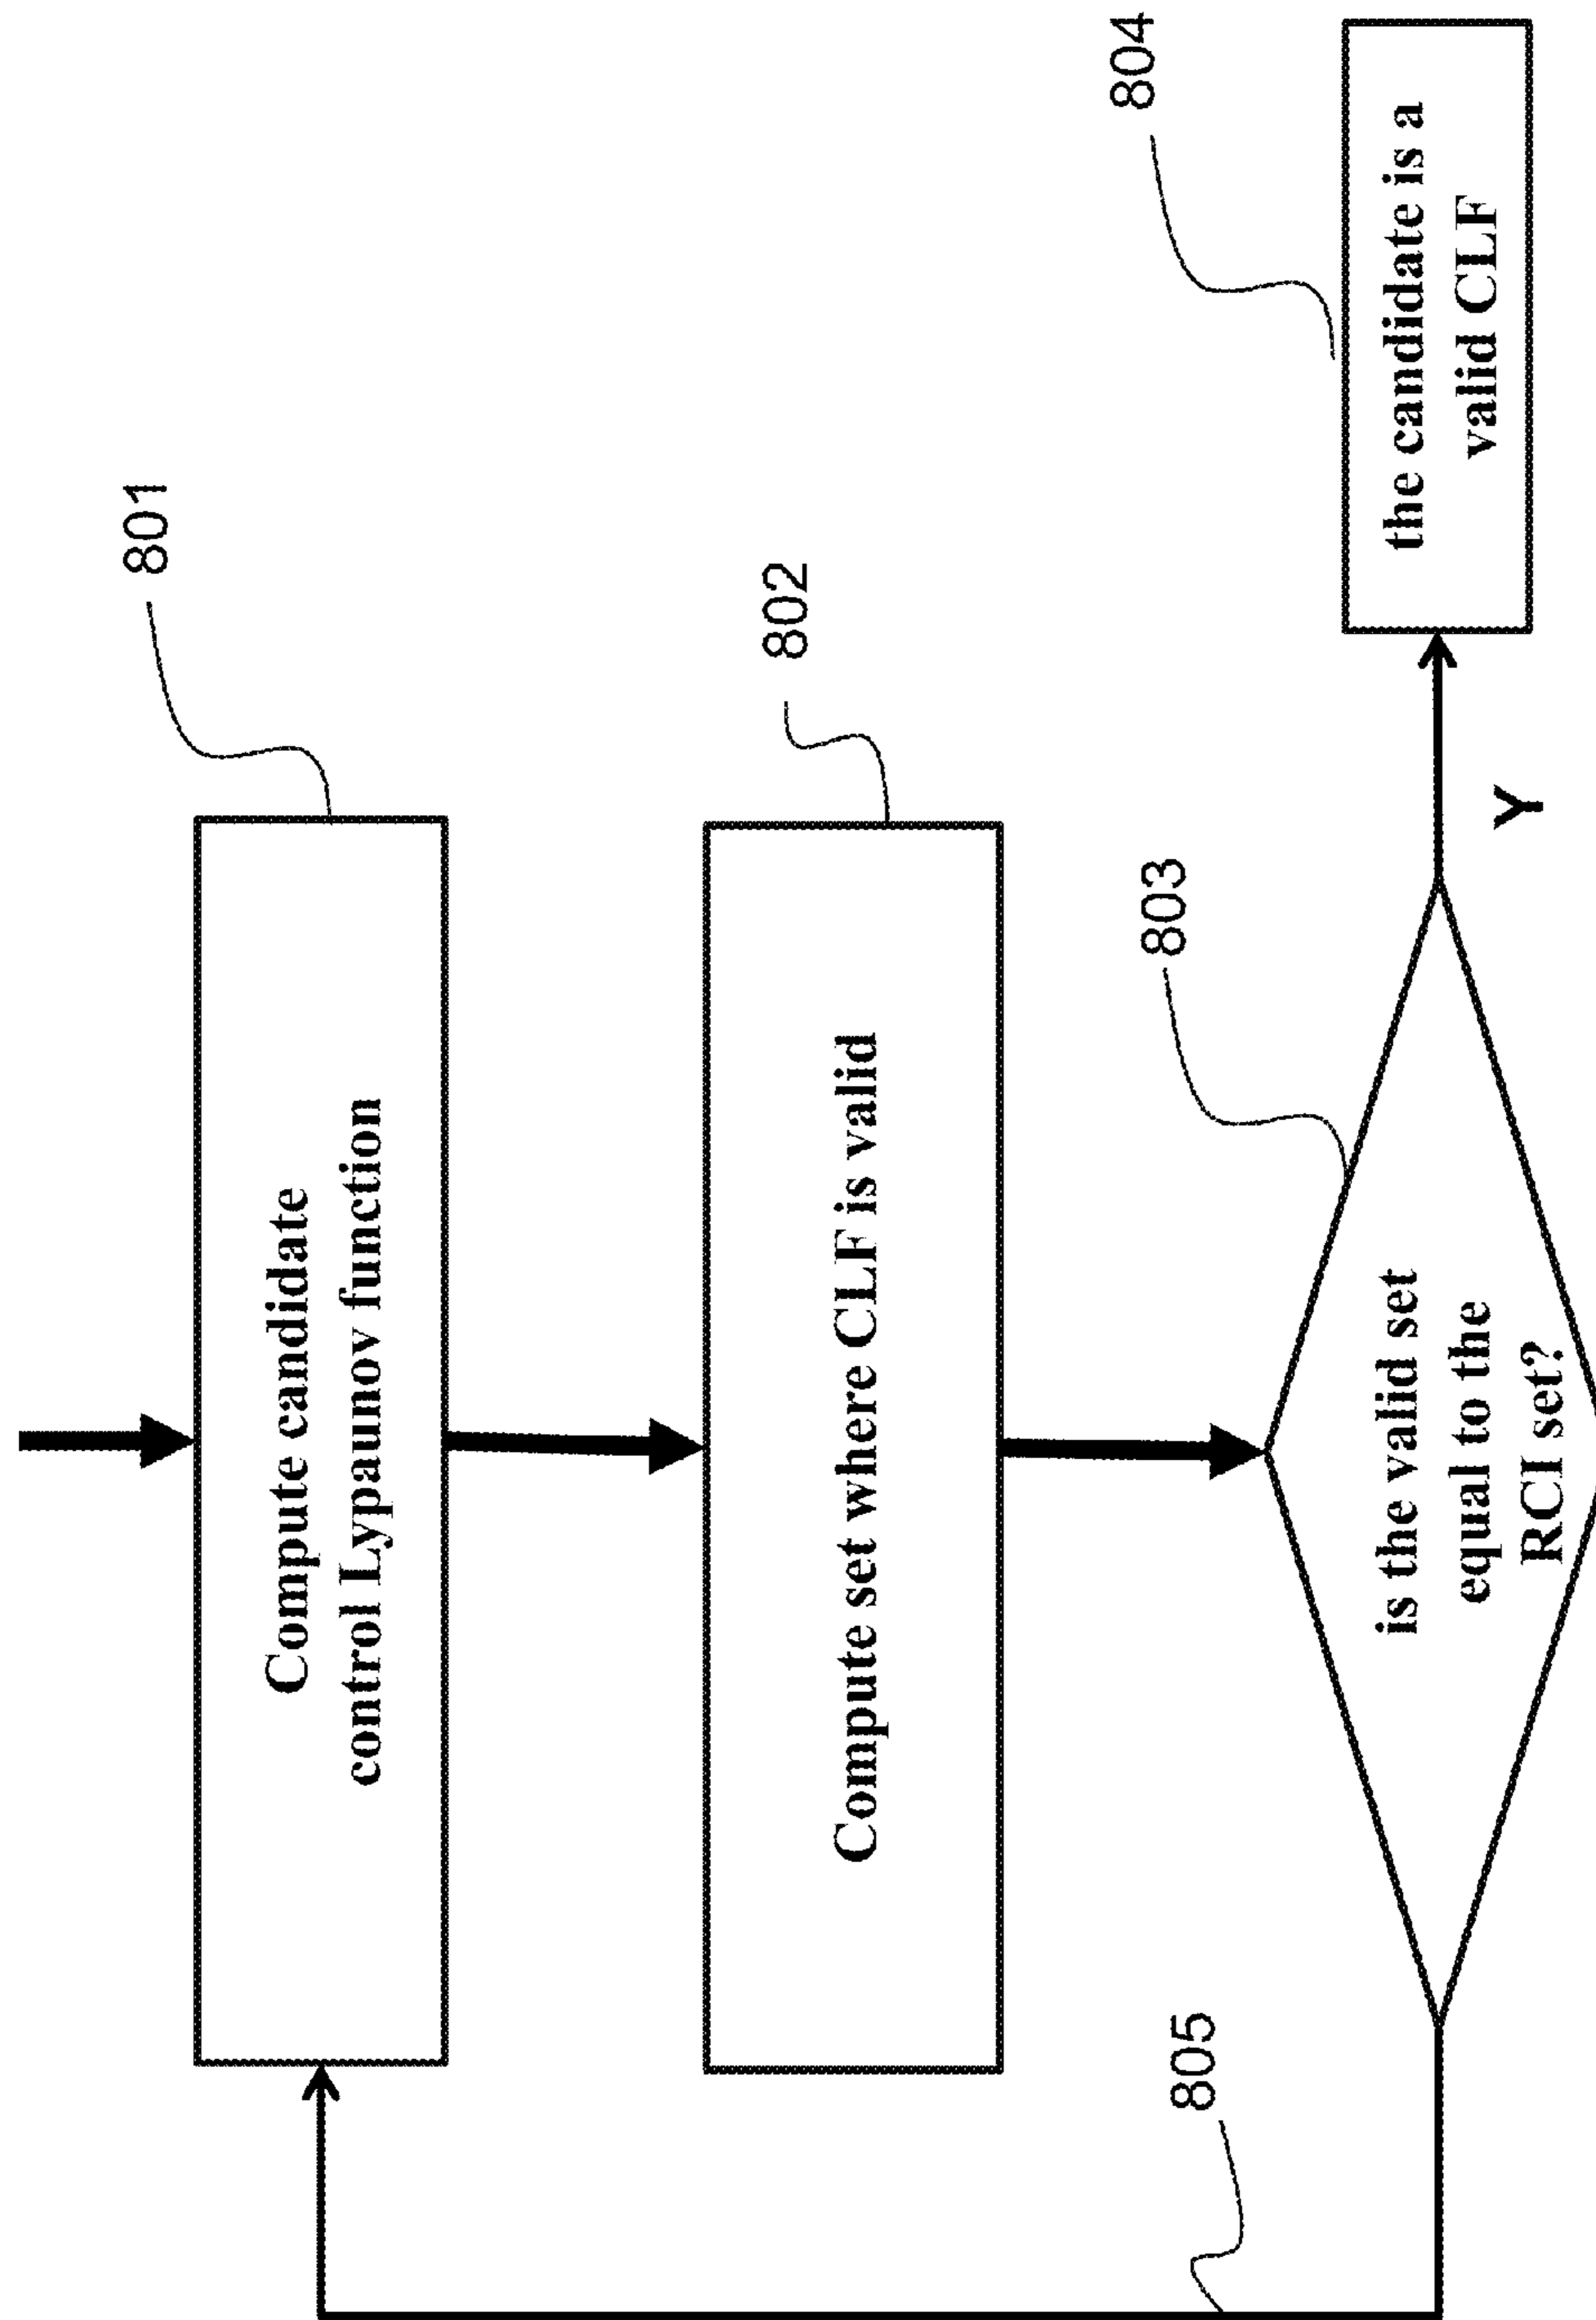 801
Compute candidate
control Lypaunov function
802
Compute set where CLF is valid
803
is the valid set
equal to the
RCI set?
Y
804
the candidate is a
valid CLF
805